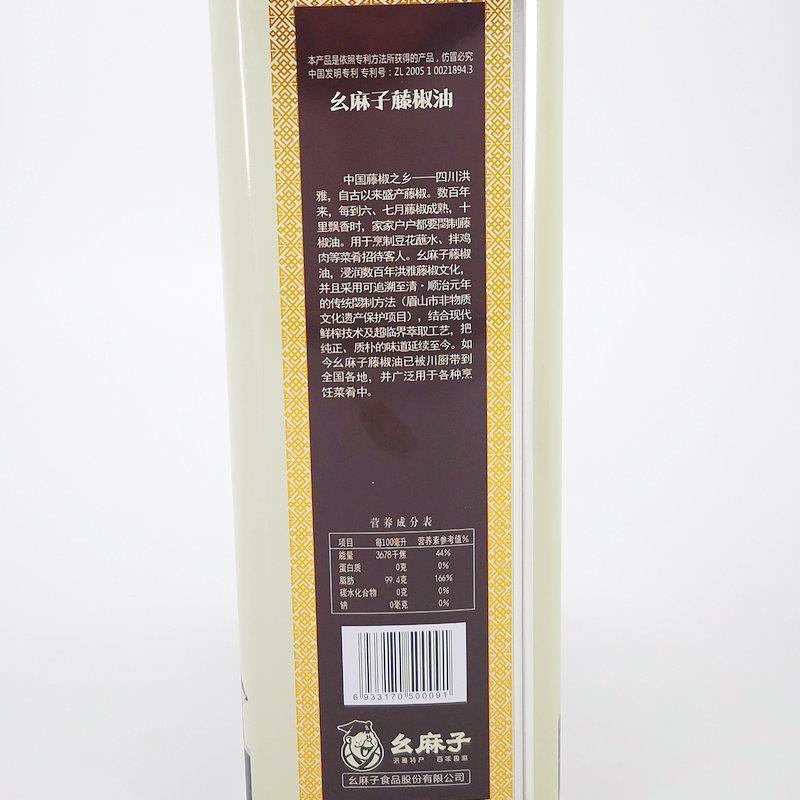 本产品是依照专利方法所获得的产品，仿冒必究
中国发明专利 专利号：ZL 2005 1 0021894.3
幺麻子藤椒油
中国藤椒之乡——四川洪
雅，自古以来盛产藤椒。数百年
来，每到六、七月藤椒成熟，十
里飘香时，家家户户都要閟制藤
椒油。用于烹制豆花蘸水、拌鸡
肉等菜肴招待客人。幺麻子藤椒
油，浸润数百年洪雅藤椒文化，
并且采用可追溯至清·顺治元年
的传统閟制方法（眉山市非物质
文化遗产保护项目），结合现代
鲜榨技术及超临界萃取工艺，把
纯正、质朴的味道延续至今。如
今幺麻子藤椒油已被川厨带到
全国各地，并广泛用于各种烹
饪菜肴中。
营养成分表
项目 每100毫升 营养素参考值%
能量 3678千焦 44%
蛋白质 0克 0%
脂肪 99.4克 166%
碳水化合物 0克 0%
钠 0毫克 0%
6 933170 500091
幺麻子
洪雅特产 百年幽麻
幺麻子食品股份有限公司